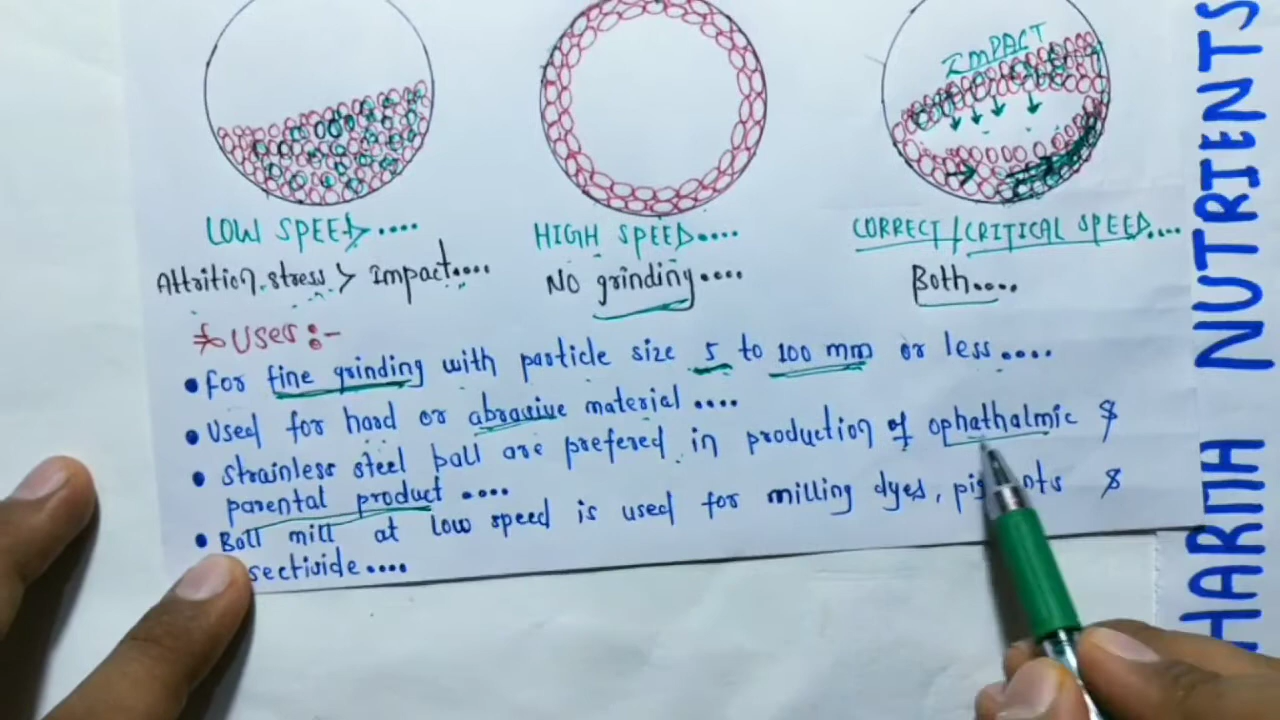 IMPACT
LOW SPEED....
HIGH SPEED....
CORRECT/CRITICAL SPEED....
Attrition stress > Impact....
No grinding....
Both....
* Uses :-
• For fine grinding with particle size 5 to 100 mm or less....
• Used for hard or abrasive material....
• Strainless steel ball are prefered in production of ophathalmic &
parental product....
• Ball mill at low speed is used for milling dyes, &
sectivide....
HARMA NUTRIENTS